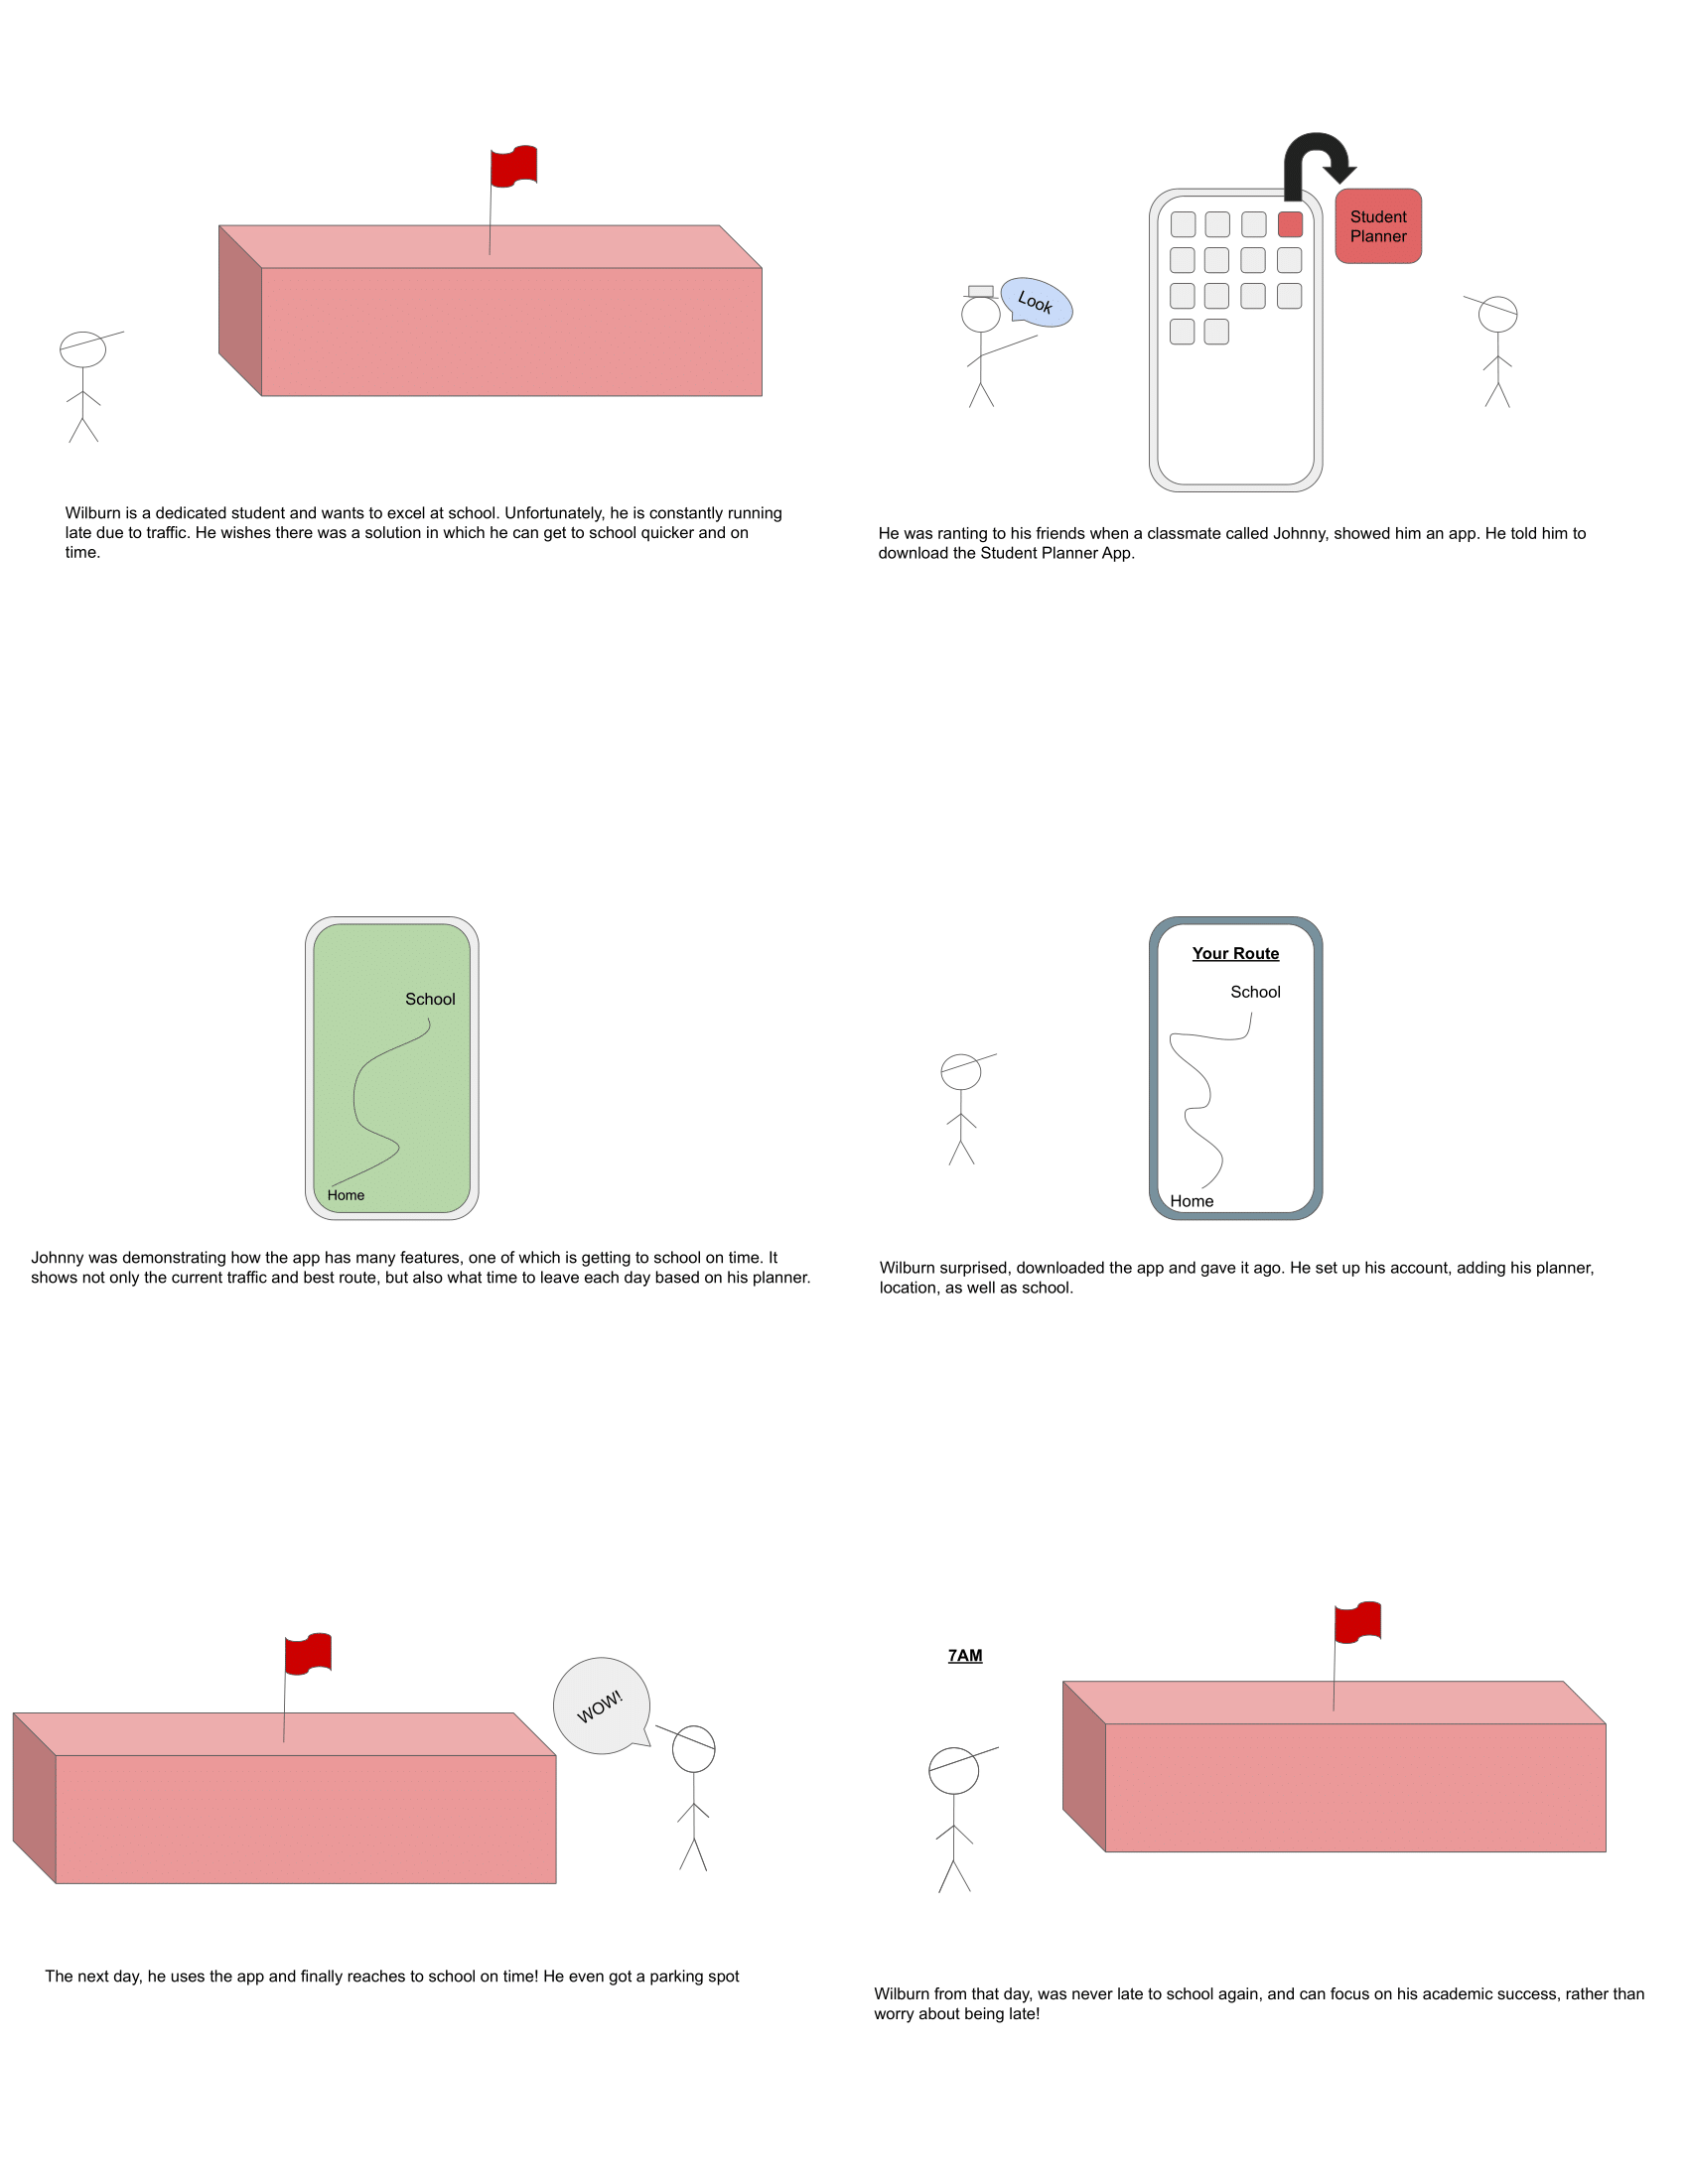 Wilburn is a dedicated student and wants to excel at school. Unfortunately, he is constantly running
late due to traffic. He wishes there was a solution in which he can get to school quicker and on
time.
Student
Planner
Look
He was ranting to his friends when a classmate called Johnny, showed him an app. He told him to
download the Student Planner App.
School
Home
Johnny was demonstrating how the app has many features, one of which is getting to school on time. It
shows not only the current traffic and best route, but also what time to leave each day based on his planner.
Your Route
School
Home
Wilburn surprised, downloaded the app and gave it ago. He set up his account, adding his planner,
location, as well as school.
WOW!
The next day, he uses the app and finally reaches to school on time! He even got a parking spot
7AM
Wilburn from that day, was never late to school again, and can focus on his academic success, rather than
worry about being late!